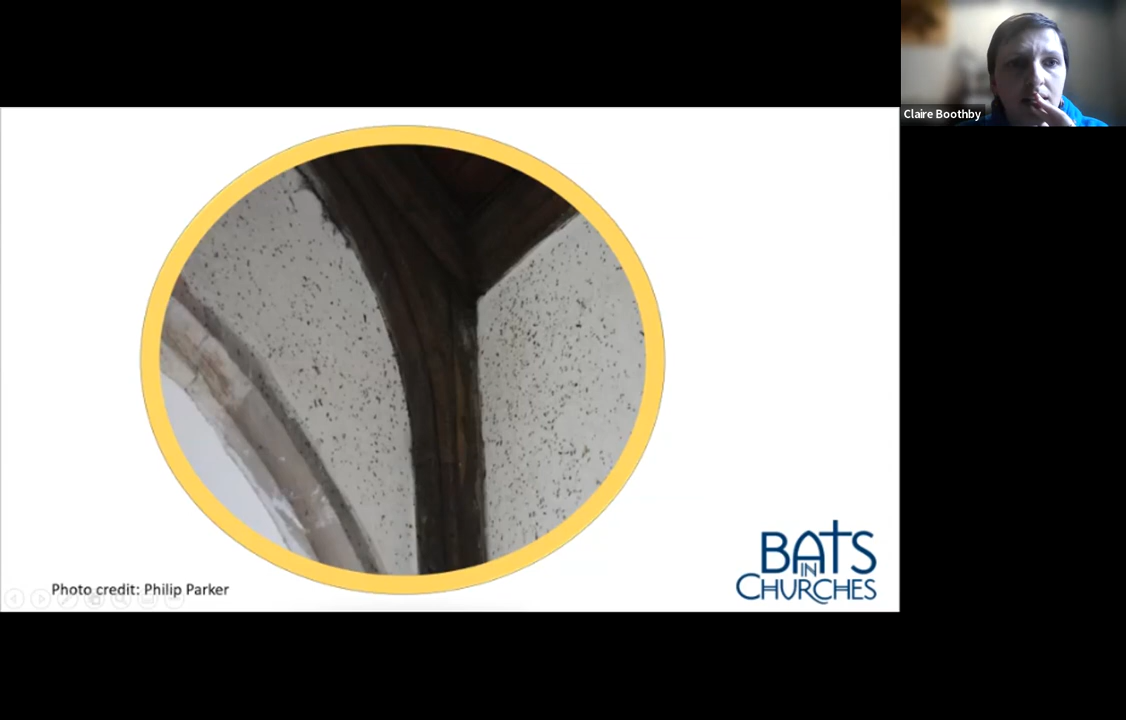 Claire Boothby
Photo credit: Philip Parker
BATS
IN
CHURCHES